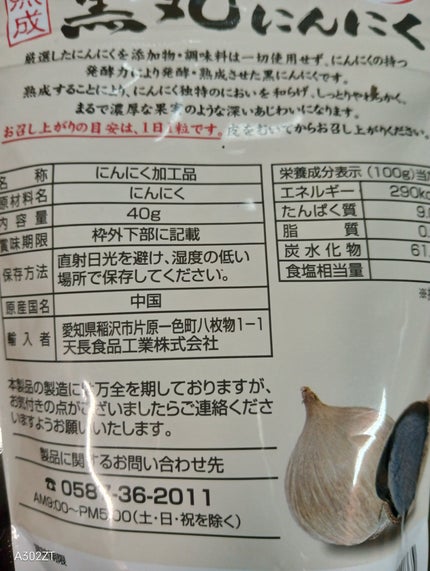 熟成
黒丸にんにく
厳選したにんにくを添加物・調味料は一切使用せず、にんにくの持つ
発酵力により発酵・熟成させた黒にんにくです。
熟成することにより、にんにく独特のにおいを和らげ、しっとりやわらかく、
まるで濃厚な果実のような深いあじわいになります。
お召し上がりの目安は、1日1粒です。皮をむいてからお召し上がりください。
名称 にんにく加工品
原材料名 にんにく
内容量 40g
賞味期限 枠外下部に記載
保存方法 直射日光を避け、湿度の低い
場所で保存してください。
原産国名 中国
輸入者 愛知県稲沢市片原一色町八枚物1-1
天長食品工業株式会社
栄養成分表示(100g)当
エネルギー 290kc
たんぱく質 9.
脂質 0.
炭水化物 61.
食塩相当量
本製品の製造には万全を期しておりますが、
お気付きの点がございましたらご連絡くださ
いますようお願いいたします。
製品に関するお問い合わせ先
☎ 0587-36-2011
AM9:00〜PM5:00(土・日・祝を除く)
A302ZT